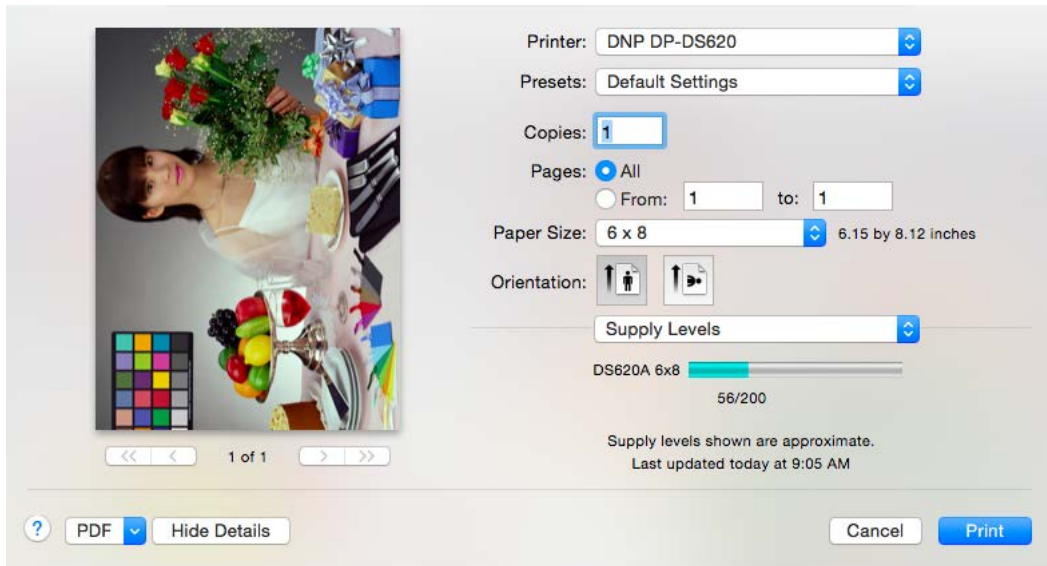 Printer: DNP DP-DS620
Presets: Default Settings
Copies: 1
Pages: All
From: 1 to: 1
Paper Size: 6 x 8 6.15 by 8.12 inches
Orientation:
Supply Levels
DS620A 6x8
56/200
Supply levels shown are approximate.
Last updated today at 9:05 AM
<< < 1 of 1 > >>
? PDF Hide Details Cancel Print